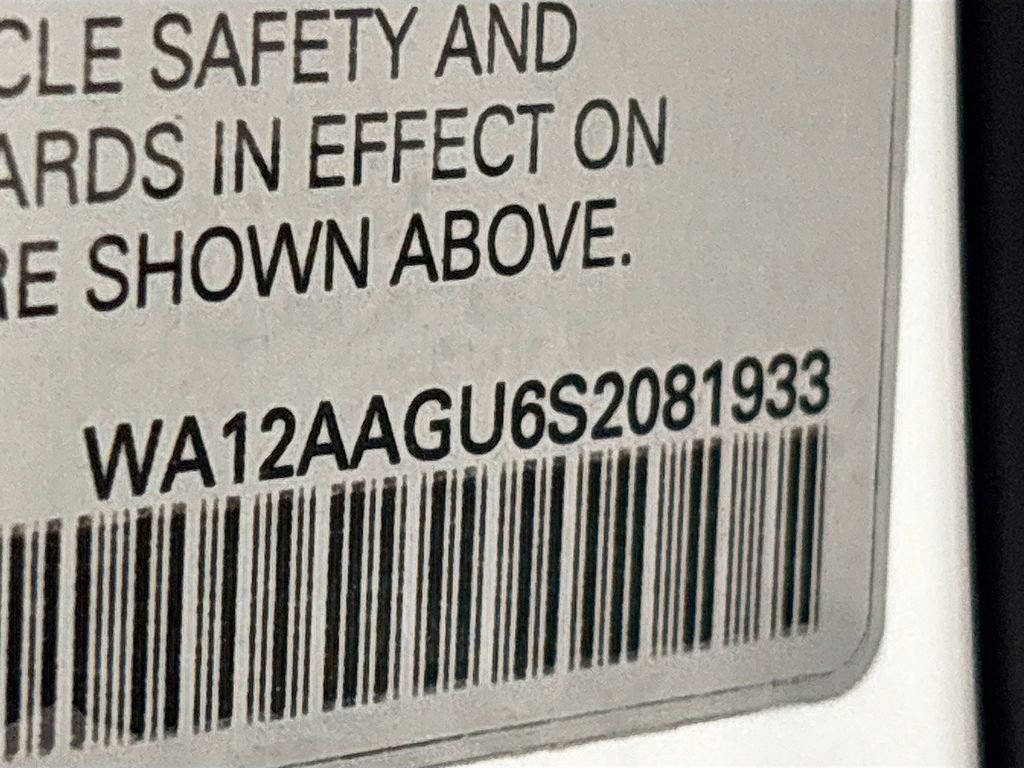 CLE SAFETY AND
ARDS IN EFFECT ON
RE SHOWN ABOVE.
WA12AAGU6S2081933